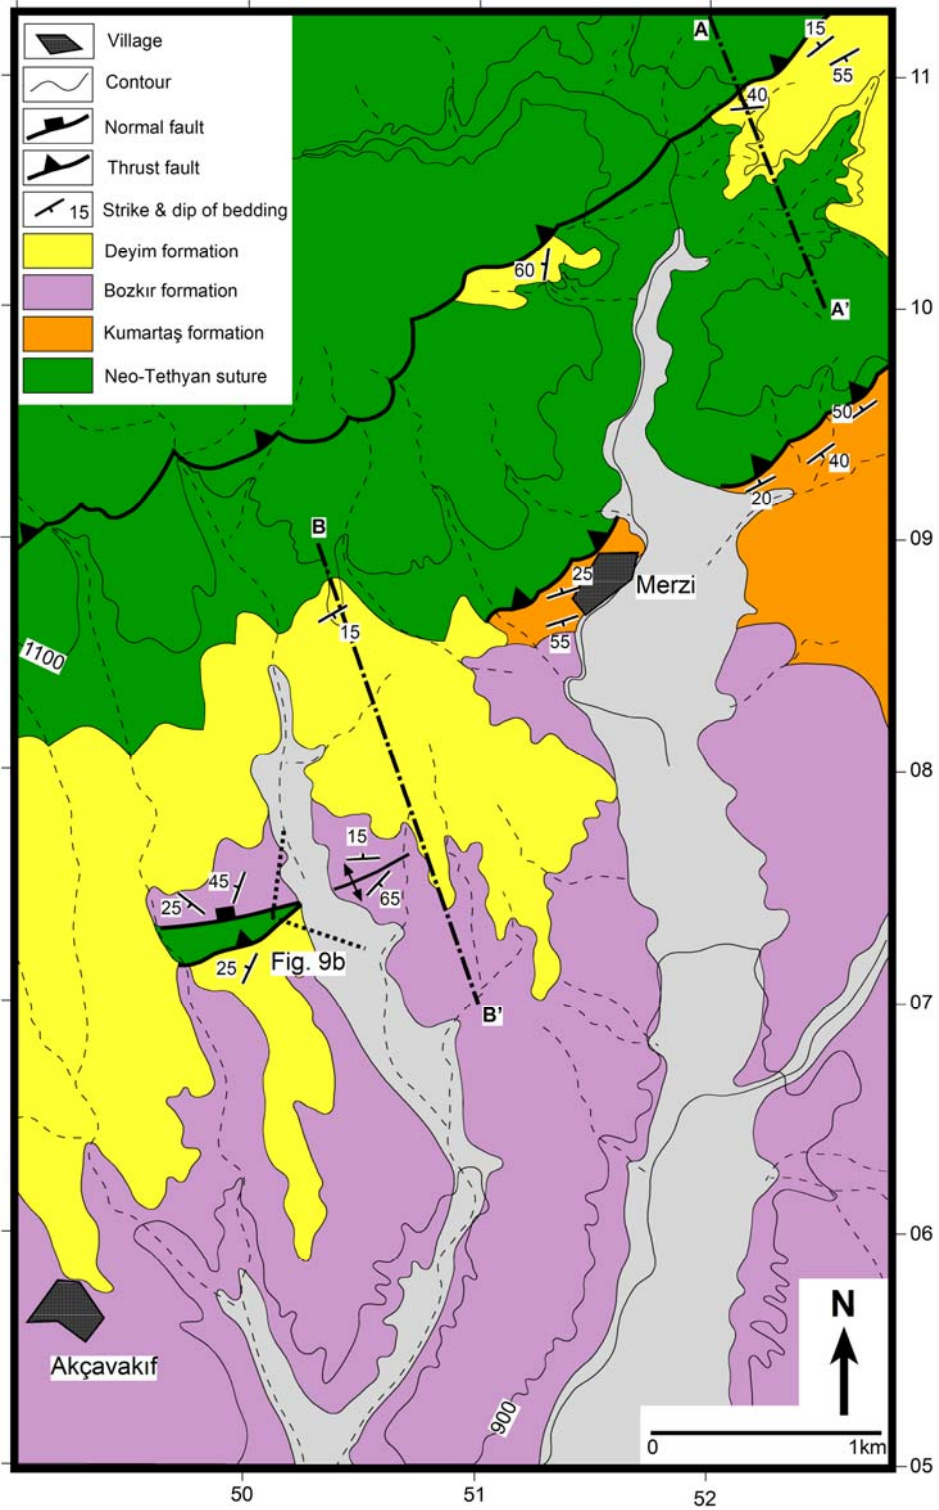 Village
Contour
Normal fault
Thrust fault
15 Strike & dip of bedding
Deyim formation
Bozkır formation
Kumartaş formation
Neo-Tethyan suture
A
15
55
40
11
60
10
A'
50
40
20
B
09
25
Merzi
15
55
1100
08
15
45
25
65
25
Fig. 9b
07
B'
06
Akçavakıf
N
900
0 1km
05
50 51 52